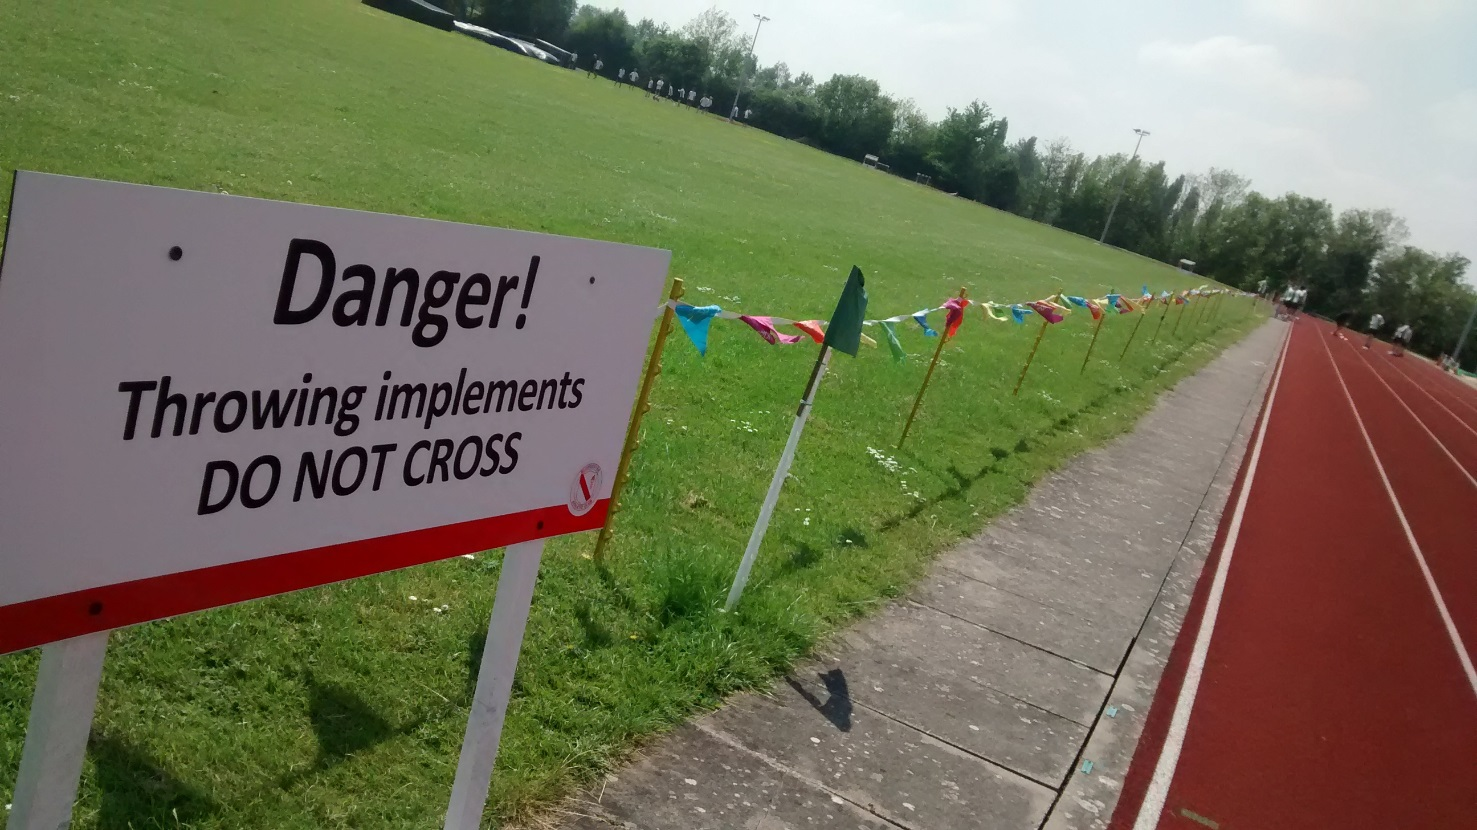 Danger!
Throwing implements
DO NOT CROSS